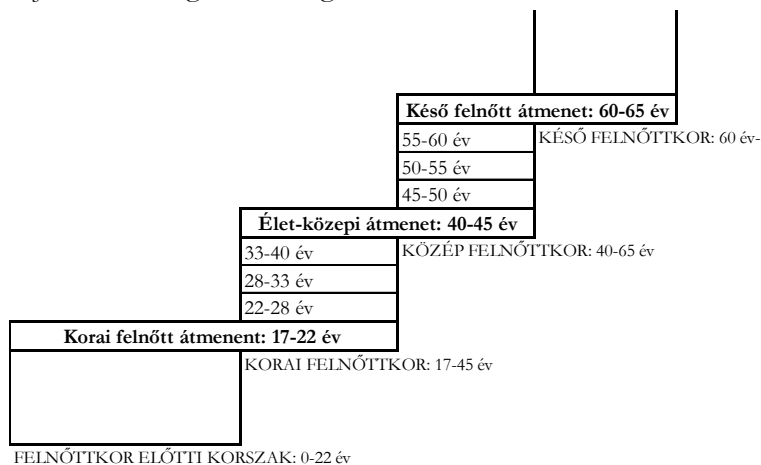 Késő felnőtt átmenet: 60-65 év
55-60 év
KÉSŐ FELNŐTTKOR: 60 év-
50-55 év
45-50 év
Élet-közepi átmenet: 40-45 év
33-40 év
KÖZÉP FELNŐTTKOR: 40-65 év
28-33 év
22-28 év
Korai felnőtt átmenent: 17-22 év
KORAI FELNŐTTKOR: 17-45 év
FELNŐTTKOR ELŐTTI KORSZAK: 0-22 év